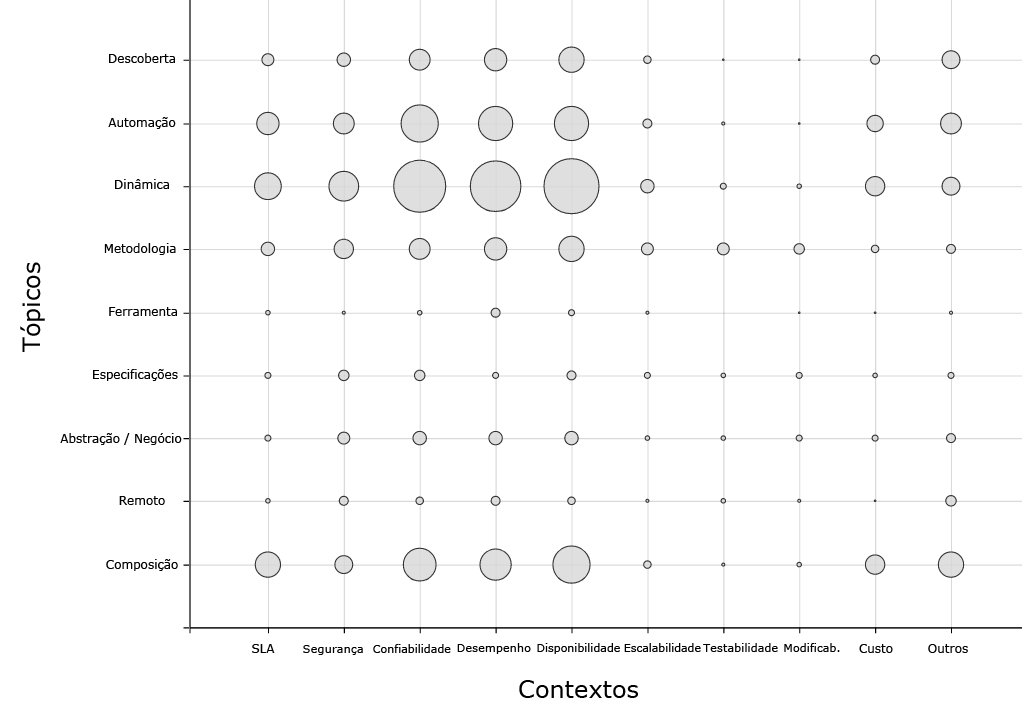 Descoberta
Automação
Dinâmica
Metodologia
Ferramenta
Especificações
Abstração / Negócio
Remoto
Composição
Tópicos
SLA Segurança Confiabilidade Desempenho Disponibilidade Escalabilidade Testabilidade Modificab. Custo Outros
Contextos